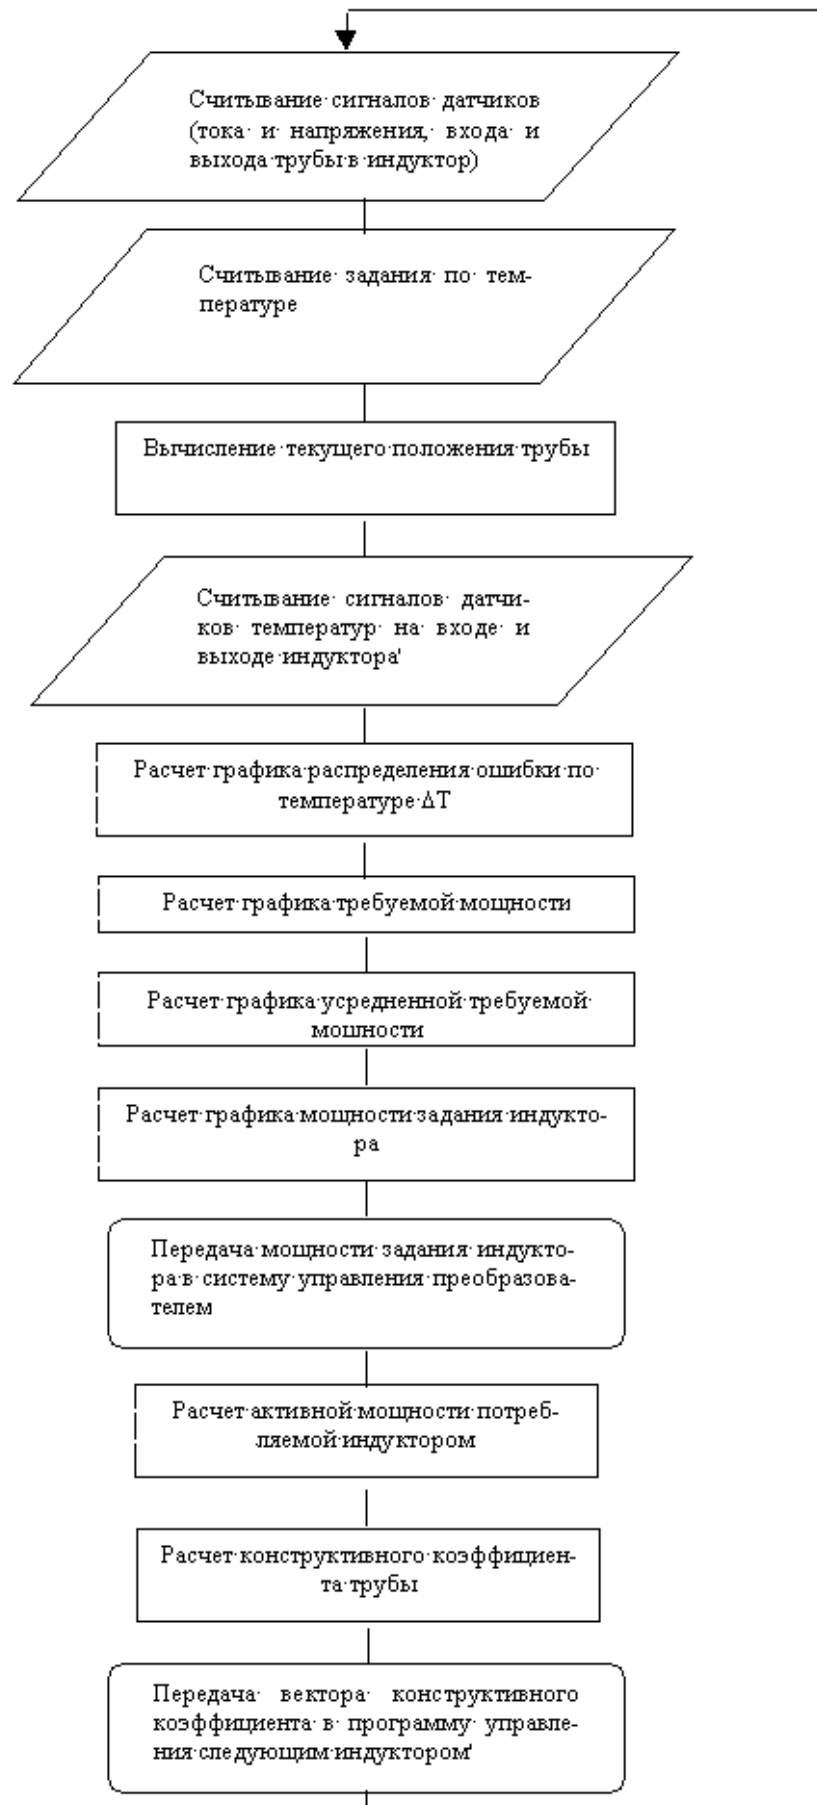 Считывание сигналов датчиков
(тока и напряжения, входа и
выхода трубы в индуктор)
Считывание задания по тем-
пературе
Вычисление текущего положения трубы
Считывание сигналов датчи-
ков температур на входе и
выходе индуктора'
Расчет графика распределения ошибки по
температуре ΔT
Расчет графика требуемой мощности
Расчет графика усредненной требуемой
мощности
Расчет графика мощности задания индукто-
ра
Передача мощности задания индукто-
ра в систему управления преобразова-
телем
Расчет активной мощности потреб-
ляемой индуктором
Расчет конструктивного коэффициен-
та трубы
Передача вектора конструктивного
коэффициента в программу управле-
ния следующим индуктором'